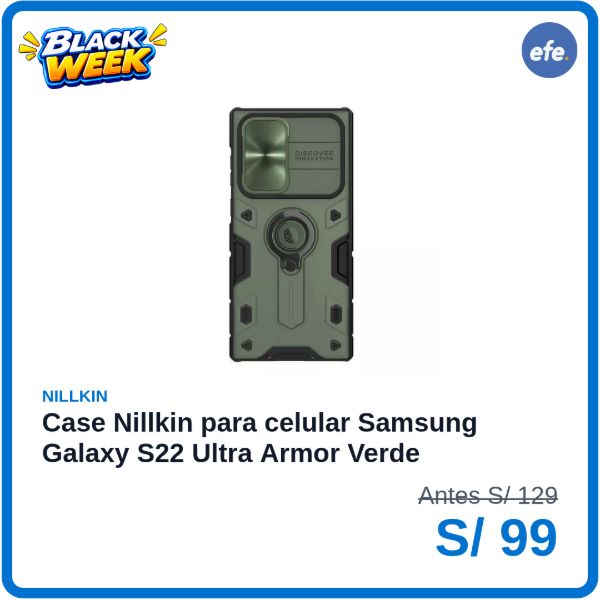 BLACK
WEEK
efe.
DISCOVER
INNOVATION
NILLKIN
Case Nillkin para celular Samsung
Galaxy S22 Ultra Armor Verde
Antes S/ 129
S/ 99